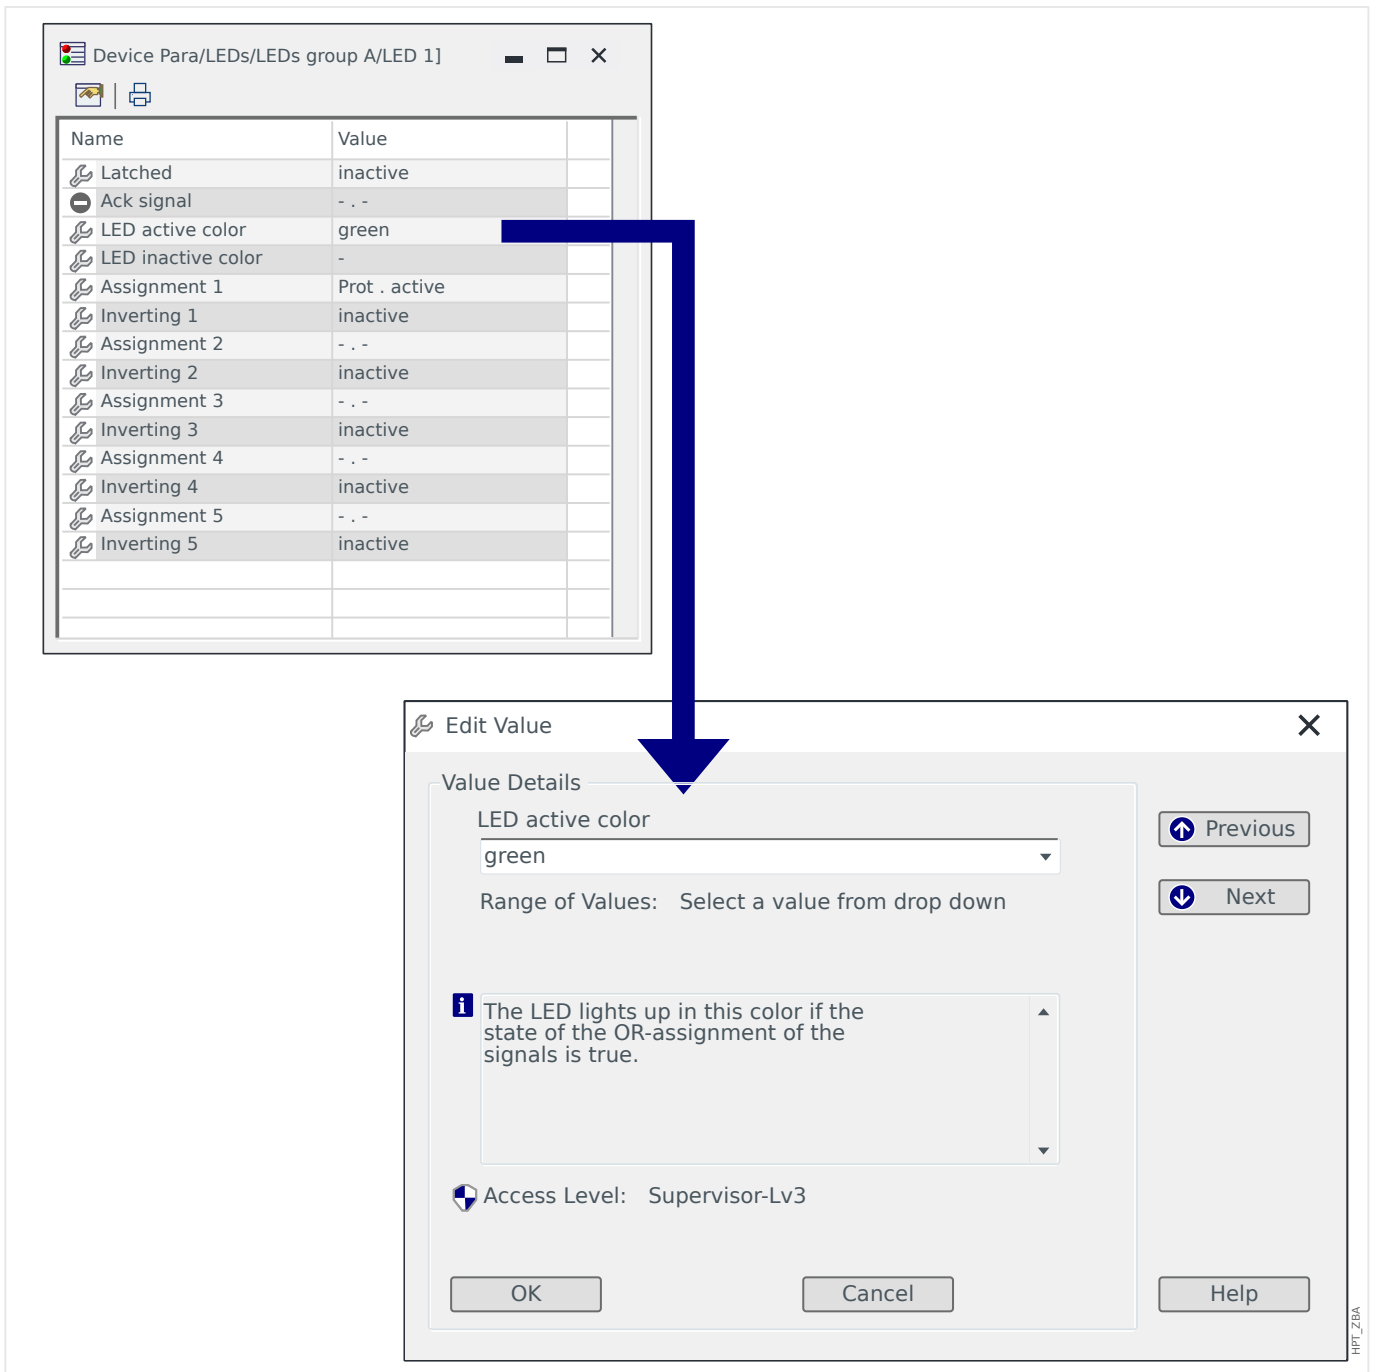 Device Para/LEDs/LEDs group A/LED 1]
Name Value
Latched inactive
Ack signal - . -
LED active color green
LED inactive color -
Assignment 1 Prot . active
Inverting 1 inactive
Assignment 2 - . -
Inverting 2 inactive
Assignment 3 - . -
Inverting 3 inactive
Assignment 4 - . -
Inverting 4 inactive
Assignment 5 - . -
Inverting 5 inactive
Edit Value
Value Details
LED active color
green
Range of Values: Select a value from drop down
Previous
Next
i
The LED lights up in this color if the
state of the OR-assignment of the
signals is true.
Access Level: Supervisor-Lv3
OK Cancel Help
HPT_ZBA